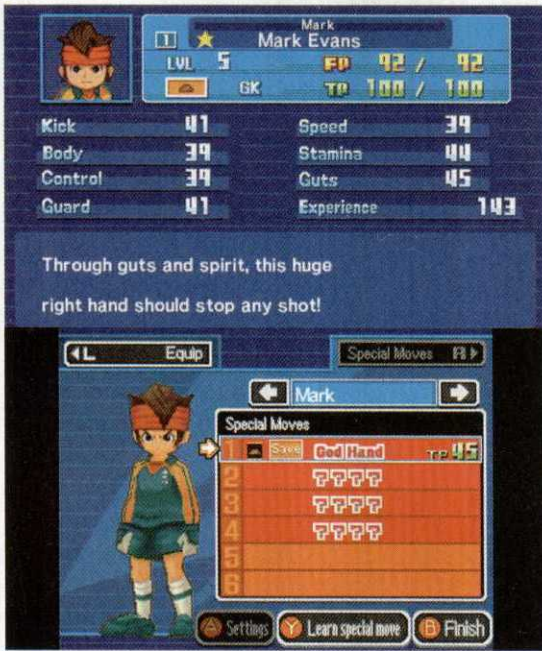 Mark
1 Mark Evans
LVL 5 FP 92 / 92
GK TP 100 / 100
Kick 41 Speed 39
Body 39 Stamina 44
Control 39 Guts 45
Guard 41 Experience 143
Through guts and spirit, this huge
right hand should stop any shot!
L Equip
Special Moves R
Mark
Special Moves
1 Save God Hand TP 45
2 ????
3 ????
4 ????
5
6
A Settings Y Learn special move B Finish